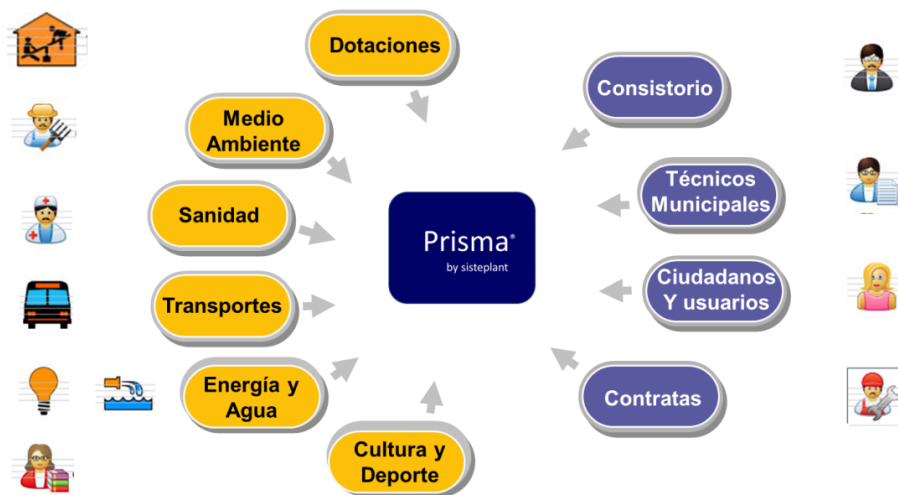 Dotaciones
Medio
Ambiente
Sanidad
Transportes
Energía y
Agua
Cultura y
Deporte
Prisma®
by sisteplant
Consistorio
Técnicos
Municipales
Ciudadanos
Y usuarios
Contratas